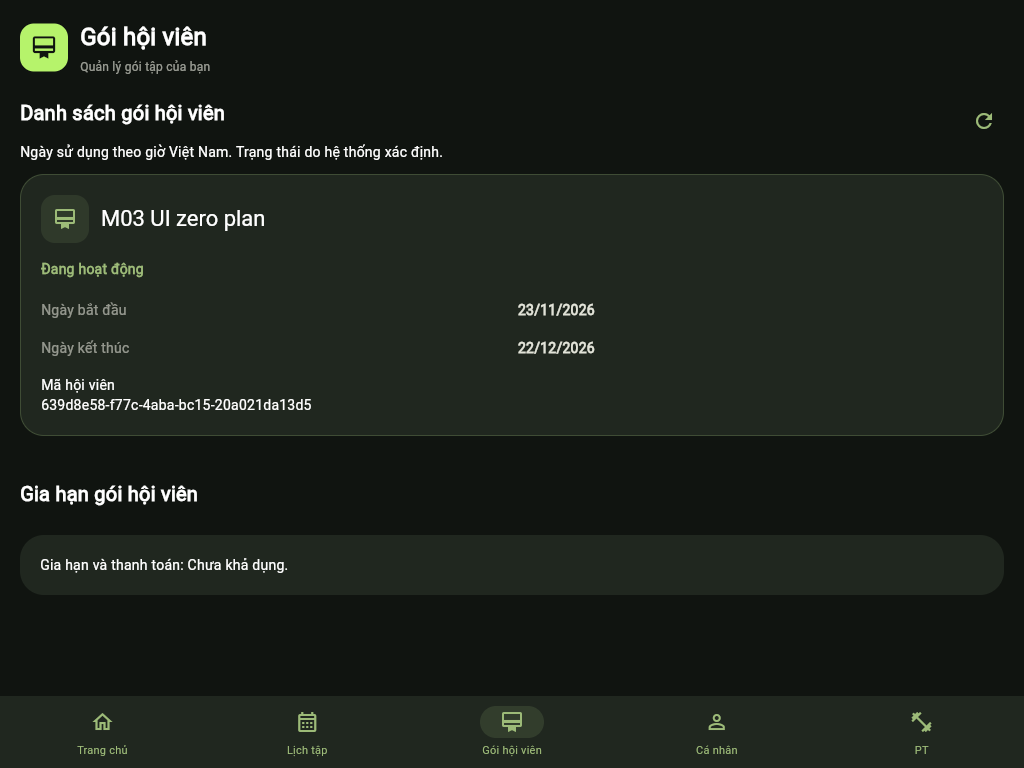 Gói hội viên
Quản lý gói tập của bạn
Danh sách gói hội viên
Ngày sử dụng theo giờ Việt Nam. Trạng thái do hệ thống xác định.
M03 UI zero plan
Đang hoạt động
Ngày bắt đầu 23/11/2026
Ngày kết thúc 22/12/2026
Mã hội viên
639d8e58-f77c-4aba-bc15-20a021da13d5
Gia hạn gói hội viên
Gia hạn và thanh toán: Chưa khả dụng.
Trang chủ Lịch tập Gói hội viên Cá nhân PT